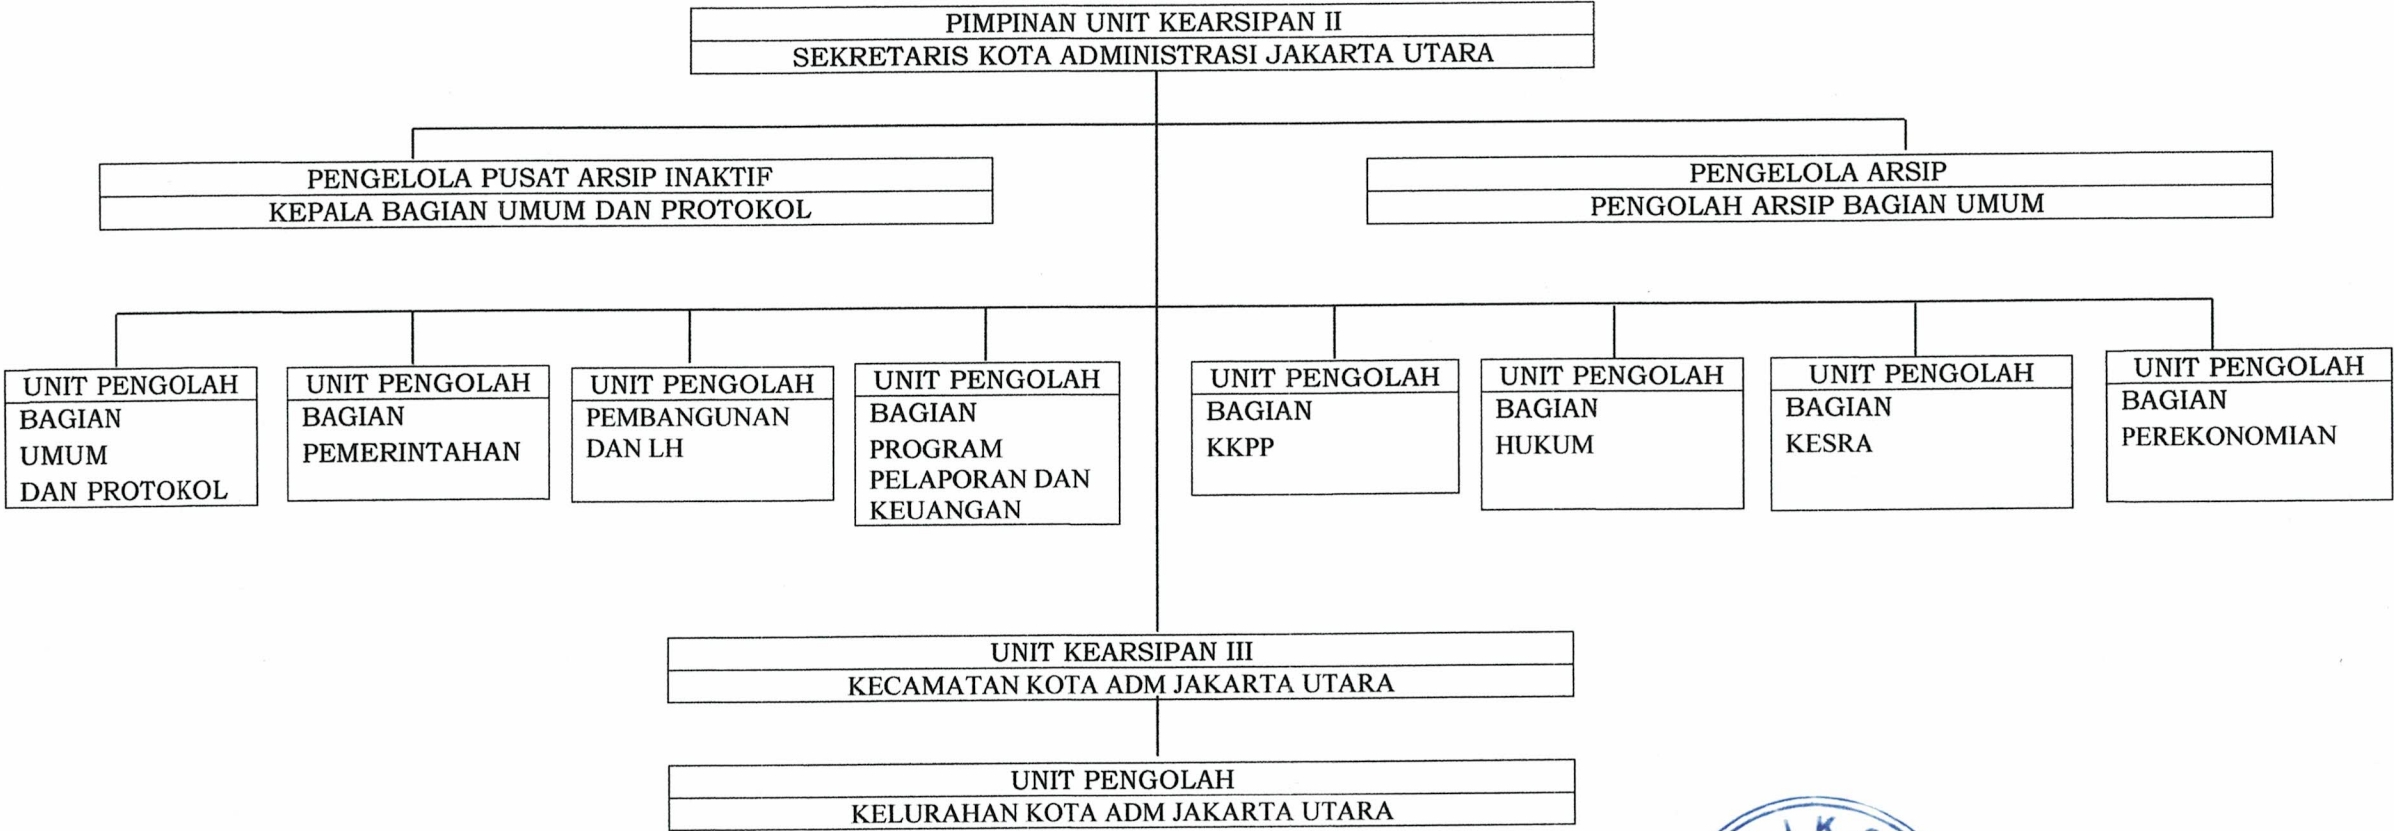 PIMPINAN UNIT KEARSIPAN II
SEKRETARIS KOTA ADMINISTRASI JAKARTA UTARA
PENGELOLA PUSAT ARSIP INAKTIF
KEPALA BAGIAN UMUM DAN PROTOKOL
PENGELOLA ARSIP
PENGOLAH ARSIP BAGIAN UMUM
UNIT PENGOLAH
BAGIAN
UMUM
DAN PROTOKOL
UNIT PENGOLAH
BAGIAN
PEMERINTAHAN
UNIT PENGOLAH
PEMBANGUNAN
DAN LH
UNIT PENGOLAH
BAGIAN
PROGRAM
PELAPORAN DAN
KEUANGAN
UNIT PENGOLAH
BAGIAN
KKPP
UNIT PENGOLAH
BAGIAN
HUKUM
UNIT PENGOLAH
BAGIAN
KESRA
UNIT PENGOLAH
BAGIAN
PEREKONOMIAN
UNIT KEARSIPAN III
KECAMATAN KOTA ADM JAKARTA UTARA
UNIT PENGOLAH
KELURAHAN KOTA ADM JAKARTA UTARA